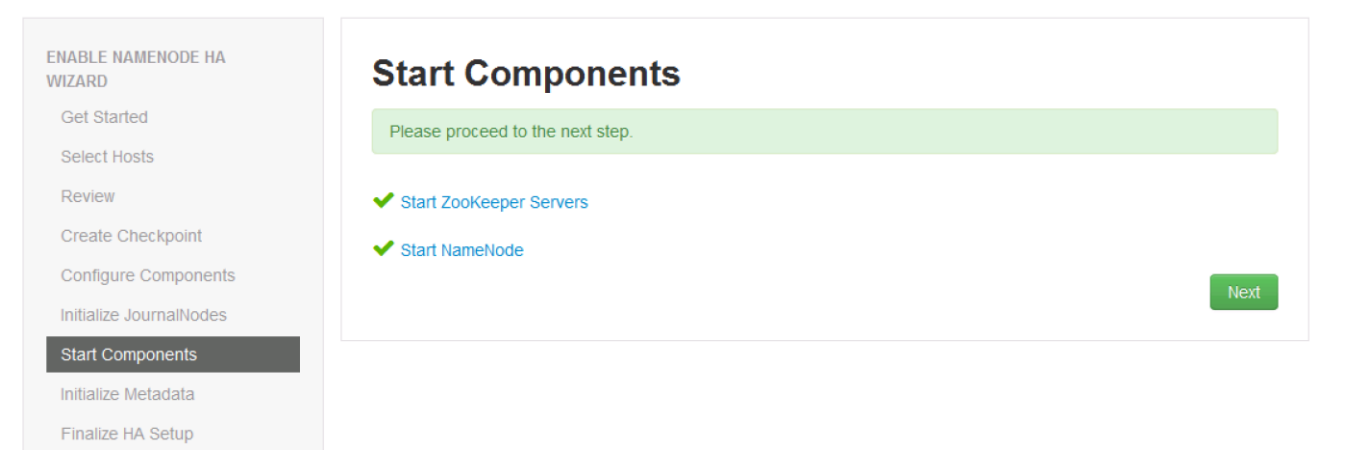 ENABLE NAMENODE HA
WIZARD
Get Started
Select Hosts
Review
Create Checkpoint
Configure Components
Initialize JournalNodes
Start Components
Initialize Metadata
Finalize HA Setup
Start Components
Please proceed to the next step.
Start ZooKeeper Servers
Start NameNode
Next